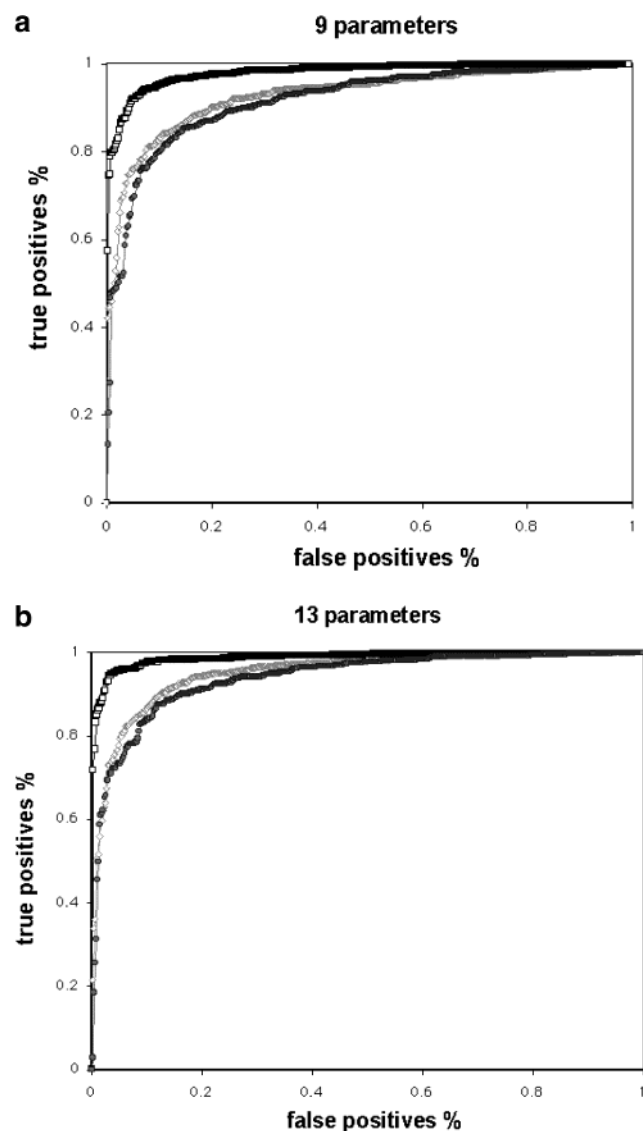 a
9 parameters
1
0.8
0.6
0.4
0.2
0
true positives %
0 0.2 0.4 0.6 0.8 1
false positives %
b
13 parameters
1
0.8
0.6
0.4
0.2
0
true positives %
0 0.2 0.4 0.6 0.8 1
false positives %